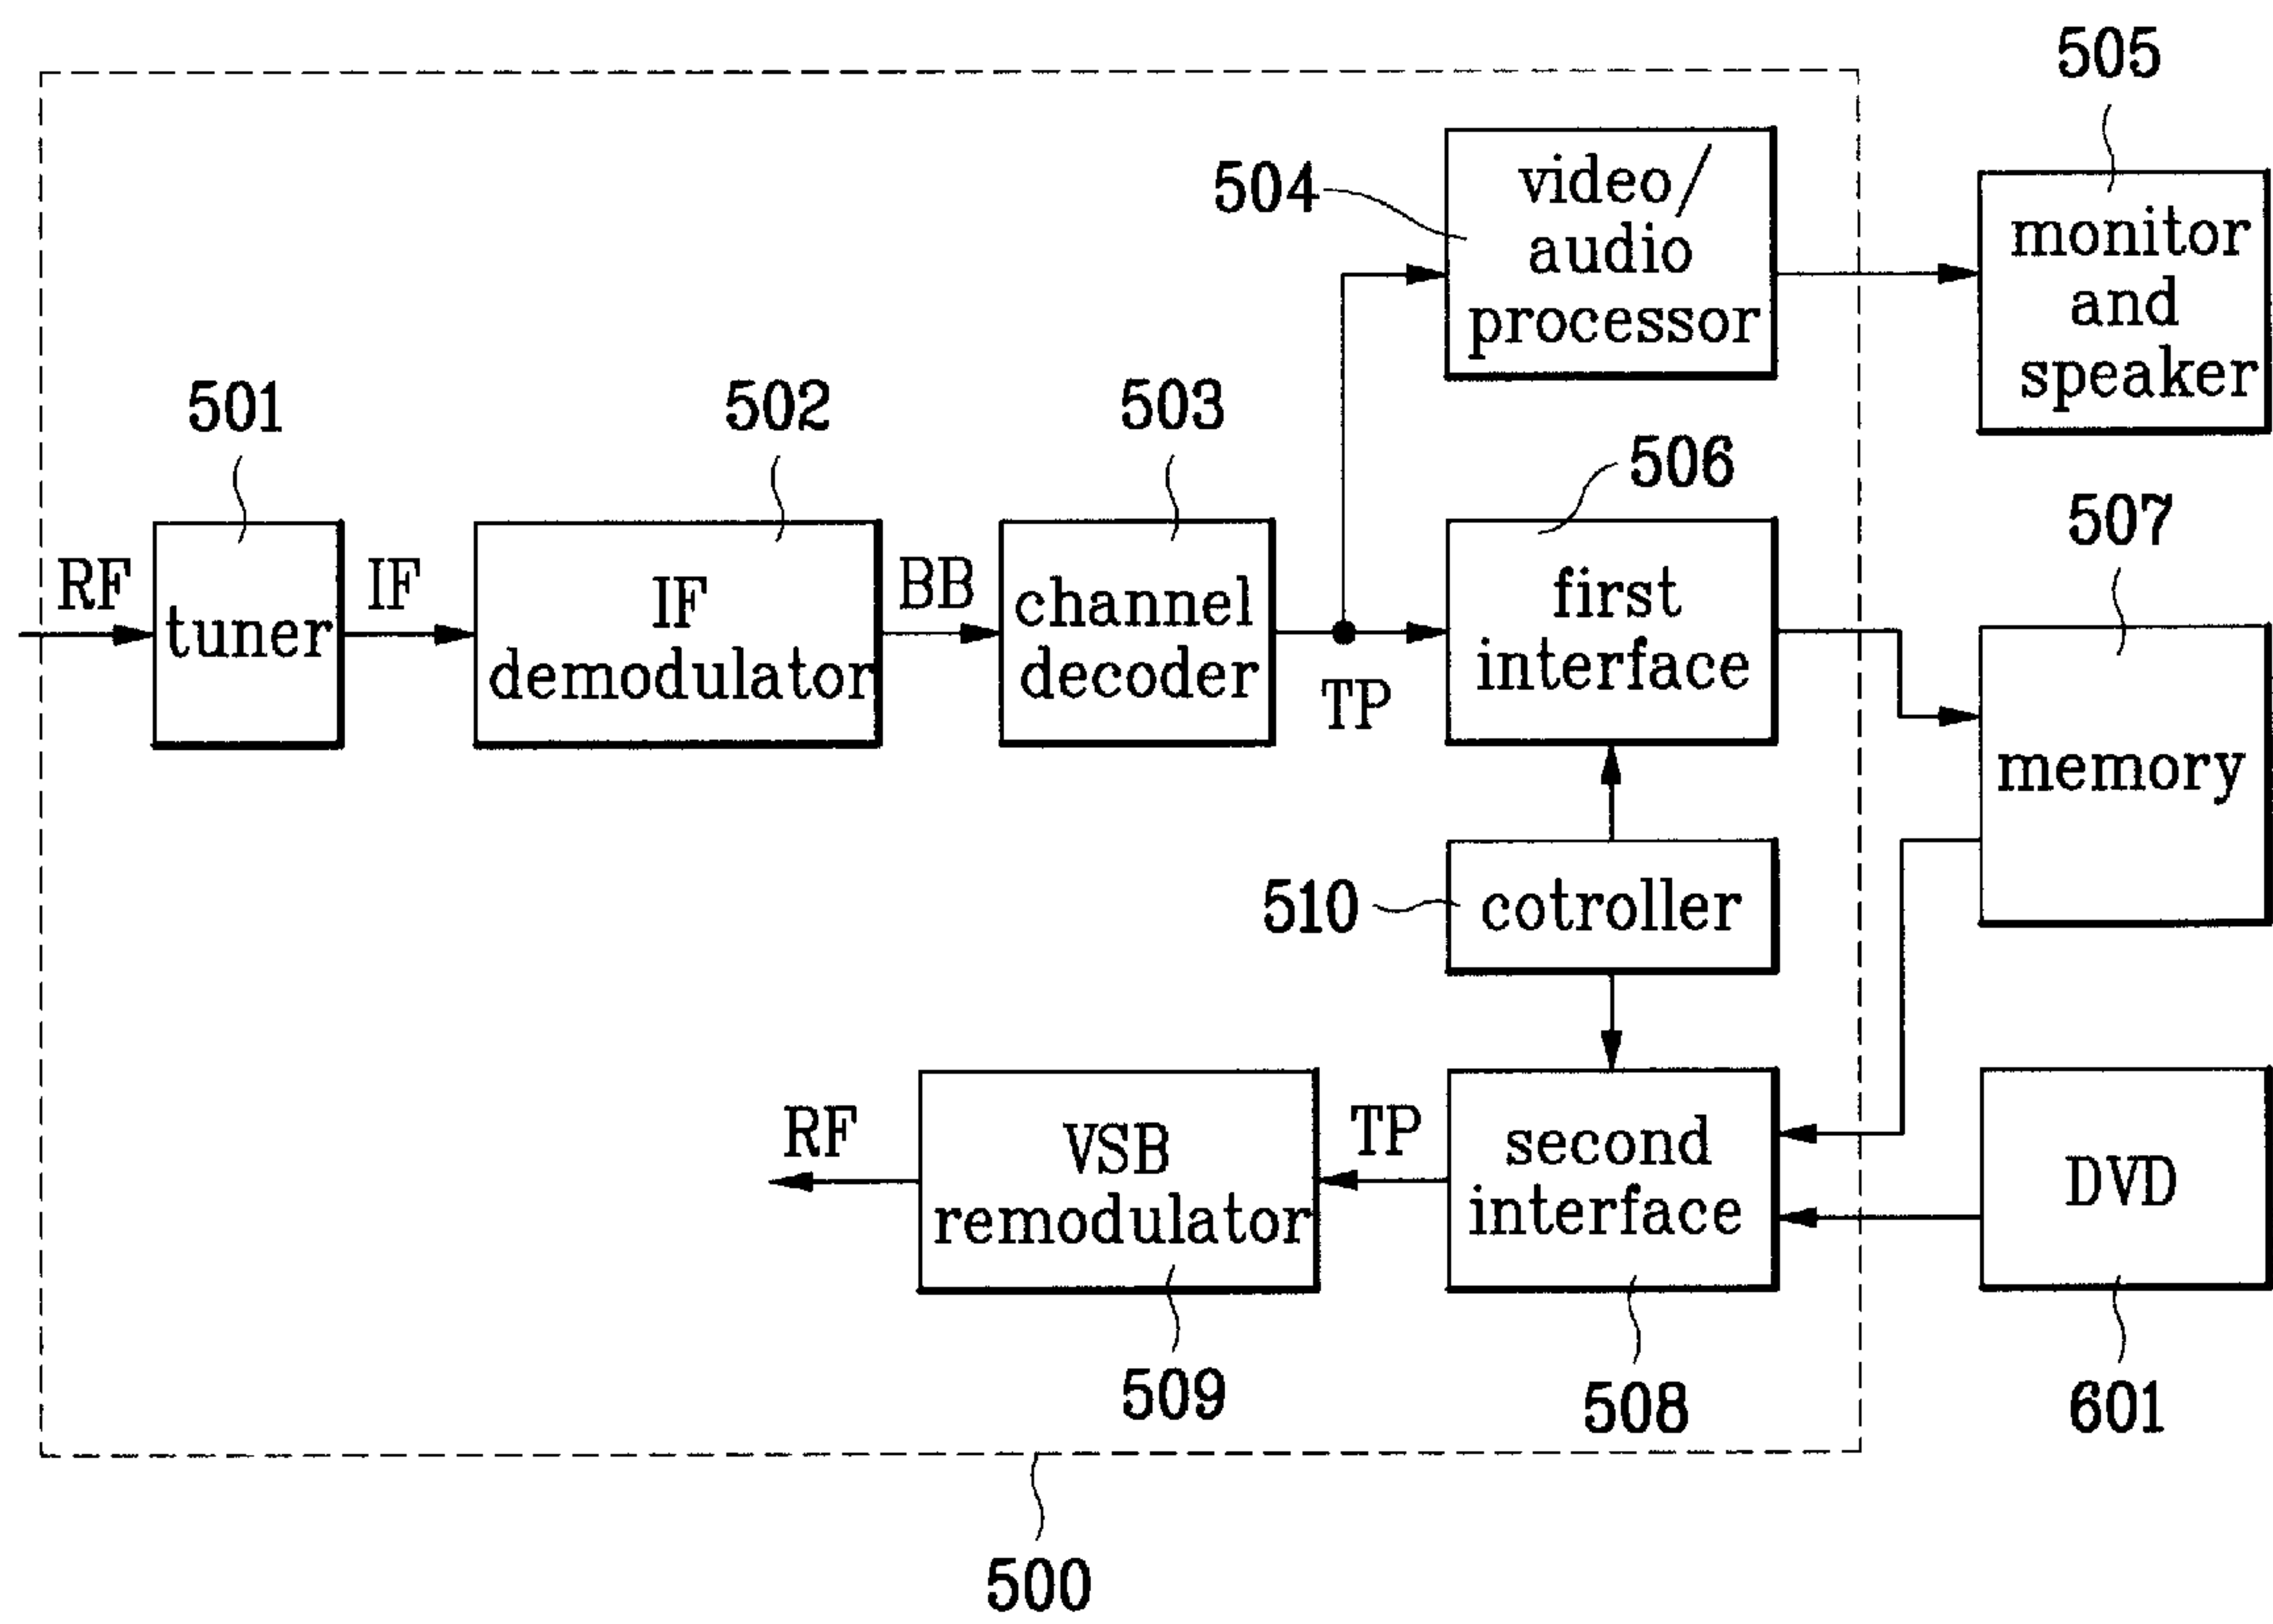 505
504
video/
audio
processor
monitor
and
speaker
501
502
503
506
507
RF
tuner
IF
IF
demodulator
BB
channel
decoder
TP
first
interface
memory
510
cotroller
RF
VSB
remodulator
TP
second
interface
DVD
509
508
601
500